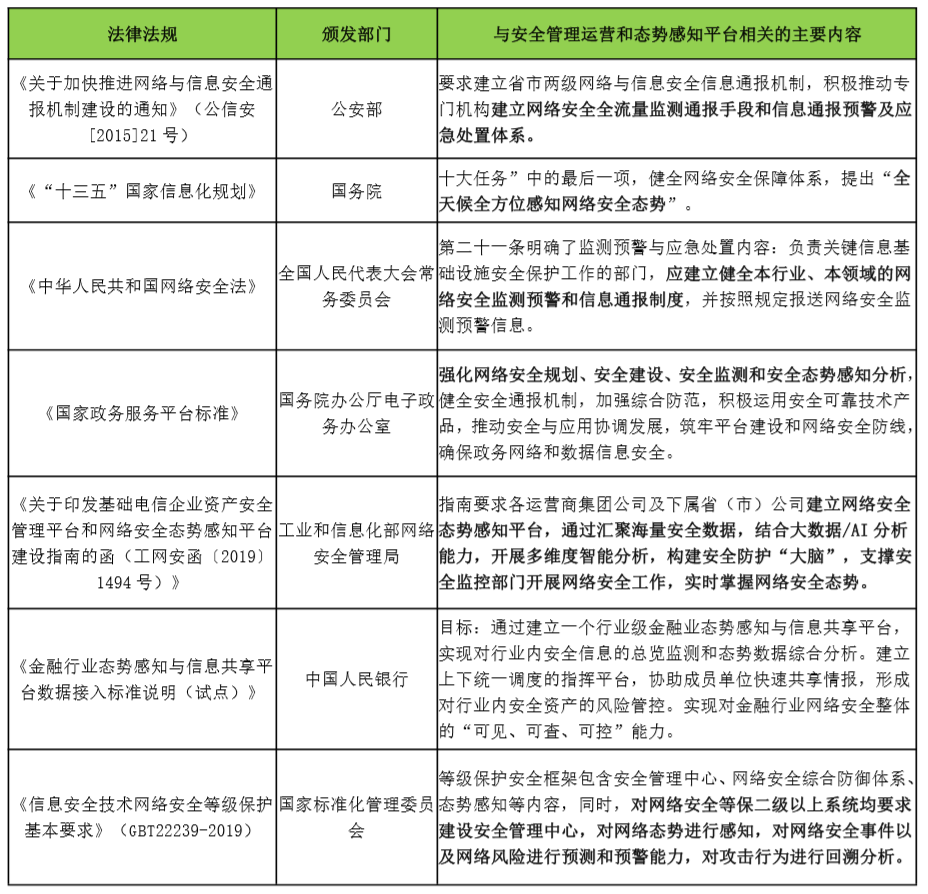 法律法规
颁发部门
与安全管理运营和态势感知平台相关的主要内容
《关于加快推进网络与信息安全通
报机制建设的通知》（公信安
[2015]21 号）
公安部
要求建立省市两级网络与信息安全信息通报机制，积极推动专
门机构建立网络安全全流量监测通报手段和信息通报预警及应
急处置体系。
《“十三五”国家信息化规划》
国务院
十大任务”中的最后一项，健全网络安全保障体系，提出“全
天候全方位感知网络安全态势”。
《中华人民共和国网络安全法》
全国人民代表大会常
务委员会
第二十一条明确了监测预警与应急处置内容：负责关键信息基
础设施安全保护工作的部门，应建立健全本行业、本领域的网
络安全监测预警和信息通报制度，并按照规定报送网络安全监
测预警信息。
《国家政务服务平台标准》
国务院办公厅电子政
务办公室
强化网络安全规划、安全建设、安全监测和安全态势感知分析，
健全安全通报机制，加强综合防范，积极运用安全可靠技术产
品，推动安全与应用协调发展，筑牢平台建设和网络安全防线，
确保政务网络和数据信息安全。
《关于印发基础电信企业资产安全
管理平台和网络安全态势感知平台
建设指南的函（工网安函〔2019〕
1494 号）》
工业和信息化部网络
安全管理局
指南要求各运营商集团公司及下属省（市）公司建立网络安全
态势感知平台，通过汇聚海量安全数据，结合大数据/AI 分析
能力，开展多维度智能分析，构建安全防护“大脑”，支撑安
全监控部门开展网络安全工作，实时掌握网络安全态势。
《金融行业态势感知与信息共享平
台数据接入标准说明（试点）》
中国人民银行
目标：通过建立一个行业级金融业态势感知与信息共享平台，
实现对行业内安全信息的总览监测和态势数据综合分析。建立
上下统一调度的指挥平台，协助成员单位快速共享情报，形成
对行业内安全资产的风险管控。实现对金融行业网络安全整体
的“可见、可查、可控”能力。
《信息安全技术网络安全等级保护
基本要求》（GBT22239-2019）
国家标准化管理委员
会
等级保护安全框架包含安全管理中心、网络安全综合防御体系、
态势感知等内容，同时，对网络安全等保二级以上系统均要求
建设安全管理中心，对网络态势进行感知，对网络安全事件以
及网络风险进行预测和预警能力，对攻击行为进行回溯分析。